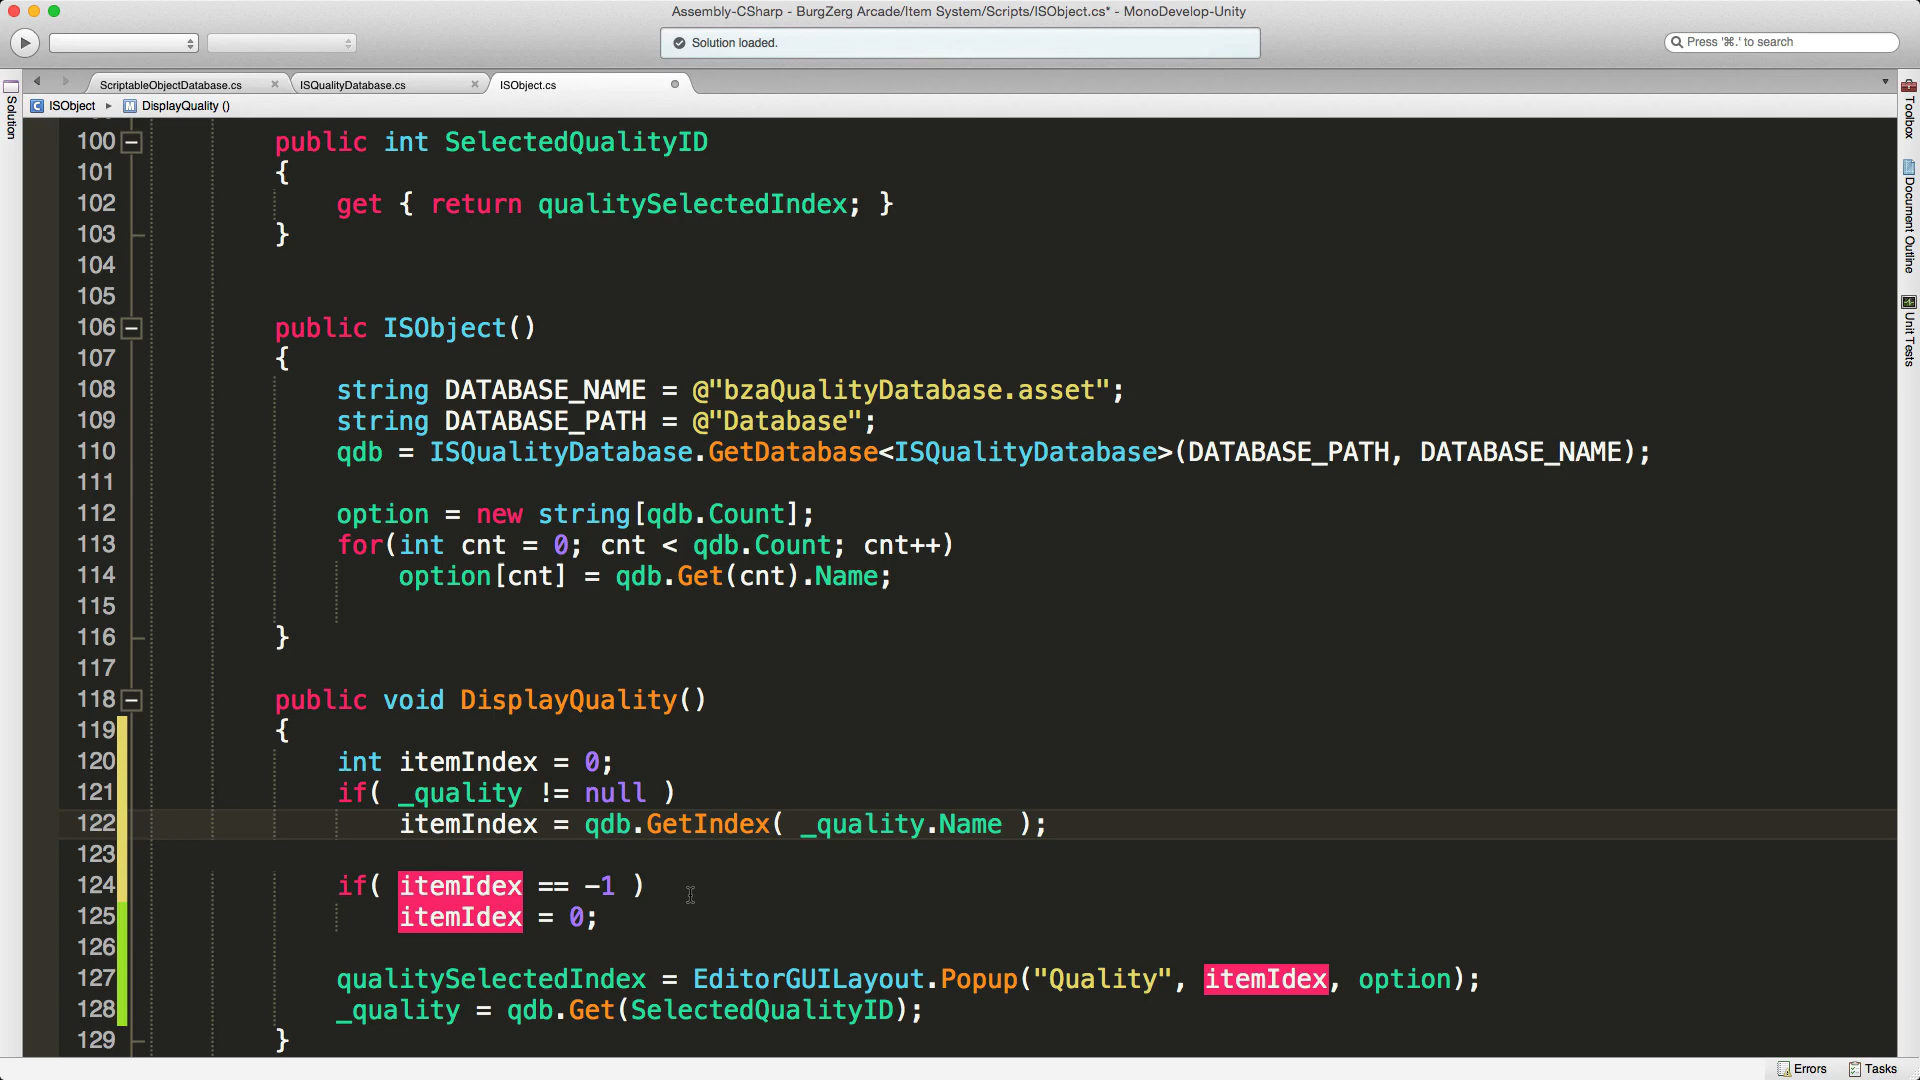 Assembly-CSharp - BurgZerg Arcade/Item System/Scripts/ISObject.cs* - MonoDevelop-Unity
Solution loaded.
Press '⌘.' to search
ScriptableObjectDatabase.cs
ISQualityDatabase.cs
ISObject.cs
ISObject
DisplayQuality ()
Solution
Toolbox
Document Outline
Unit Tests
100 public int SelectedQualityID
101 {
102 get { return qualitySelectedIndex; }
103 }
104
105
106 public ISObject()
107 {
108 string DATABASE_NAME = @"bzaQualityDatabase.asset";
109 string DATABASE_PATH = @"Database";
110 qdb = ISQualityDatabase.GetDatabase<ISQualityDatabase>(DATABASE_PATH, DATABASE_NAME);
111
112 option = new string[qdb.Count];
113 for(int cnt = 0; cnt < qdb.Count; cnt++)
114 option[cnt] = qdb.Get(cnt).Name;
115
116 }
117
118 public void DisplayQuality()
119 {
120 int itemIndex = 0;
121 if( _quality != null )
122 itemIndex = qdb.GetIndex( _quality.Name );
123
124 if( itemIdex == -1 )
125 itemIdex = 0;
126
127 qualitySelectedIndex = EditorGUILayout.Popup("Quality", itemIdex, option);
128 _quality = qdb.Get(SelectedQualityID);
129 }
Errors
Tasks